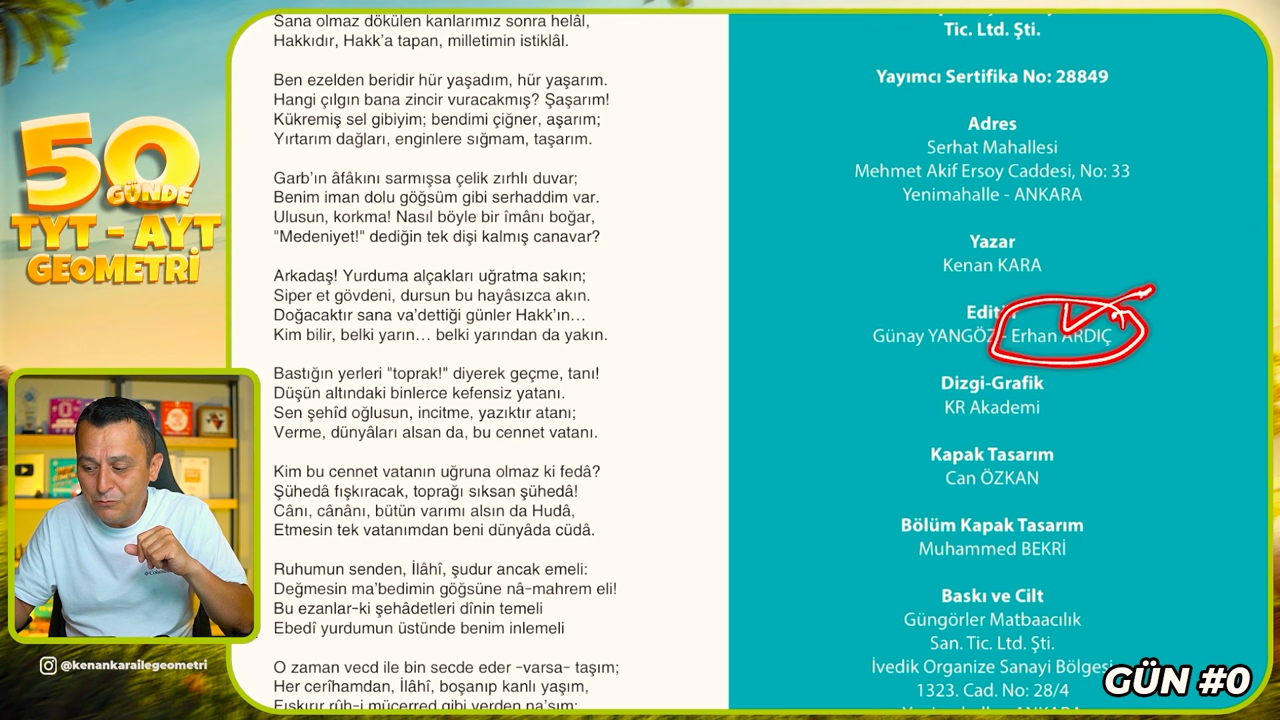 50
GÜNDE
TYT - AYT
GEOMETRİ
@kenankarailegeometri
Sana olmaz dökülen kanlarımız sonra helâl,
Hakkıdır, Hakk’a tapan, milletimin istiklâl.
Ben ezelden beridir hür yaşadım, hür yaşarım.
Hangi çılgın bana zincir vuracakmış? Şaşarım!
Kükremiş sel gibiyim; bendimi çiğner, aşarım;
Yırtarım dağları, enginlere sığmam, taşarım.
Garb’ın âfâkını sarmışsa çelik zırhlı duvar;
Benim iman dolu göğsüm gibi serhaddim var.
Ulusun, korkma! Nasıl böyle bir îmânı boğar,
"Medeniyet!" dediğin tek dişi kalmış canavar?
Arkadaş! Yurduma alçakları uğratma sakın;
Siper et gövdeni, dursun bu hayâsızca akın.
Doğacaktır sana va’dettiği günler Hakk’ın…
Kim bilir, belki yarın… belki yarından da yakın.
Bastığın yerleri "toprak!" diyerek geçme, tanı!
Düşün altındaki binlerce kefensiz yatanı.
Sen şehîd oğlusun, incitme, yazıktır atanı;
Verme, dünyâları alsan da, bu cennet vatanı.
Kim bu cennet vatanın uğruna olmaz ki fedâ?
Şühedâ fışkıracak, toprağı sıksan şühedâ!
Cânı, cânânı, bütün varımı alsın da Hudâ,
Etmesin tek vatanımdan beni dünyâda cüdâ.
Ruhumun senden, İlâhî, şudur ancak emeli:
Değmesin ma’bedimin göğsüne nâ-mahrem eli!
Bu ezanlar-ki şehâdetleri dînin temeli
Ebedî yurdumun üstünde benim inlemeli
O zaman vecd ile bin secde eder -varsa- taşım;
Her cerîhamdan, İlâhî, boşanıp kanlı yaşım,
Fışkırır rûh-i mücerred gibi yerden na’şım;
Tic. Ltd. Şti.
Yayımcı Sertifika No: 28849
Adres
Serhat Mahallesi
Mehmet Akif Ersoy Caddesi, No: 33
Yenimahalle - ANKARA
Yazar
Kenan KARA
Editör
Günay YANGÖZ - Erhan ARDIÇ
Dizgi-Grafik
KR Akademi
Kapak Tasarım
Can ÖZKAN
Bölüm Kapak Tasarım
Muhammed BEKRİ
Baskı ve Cilt
Güngörler Matbaacılık
San. Tic. Ltd. Şti.
İvedik Organize Sanayi Bölgesi
1323. Cad. No: 28/4
Yenimahalle - ANKARA
GÜN #0